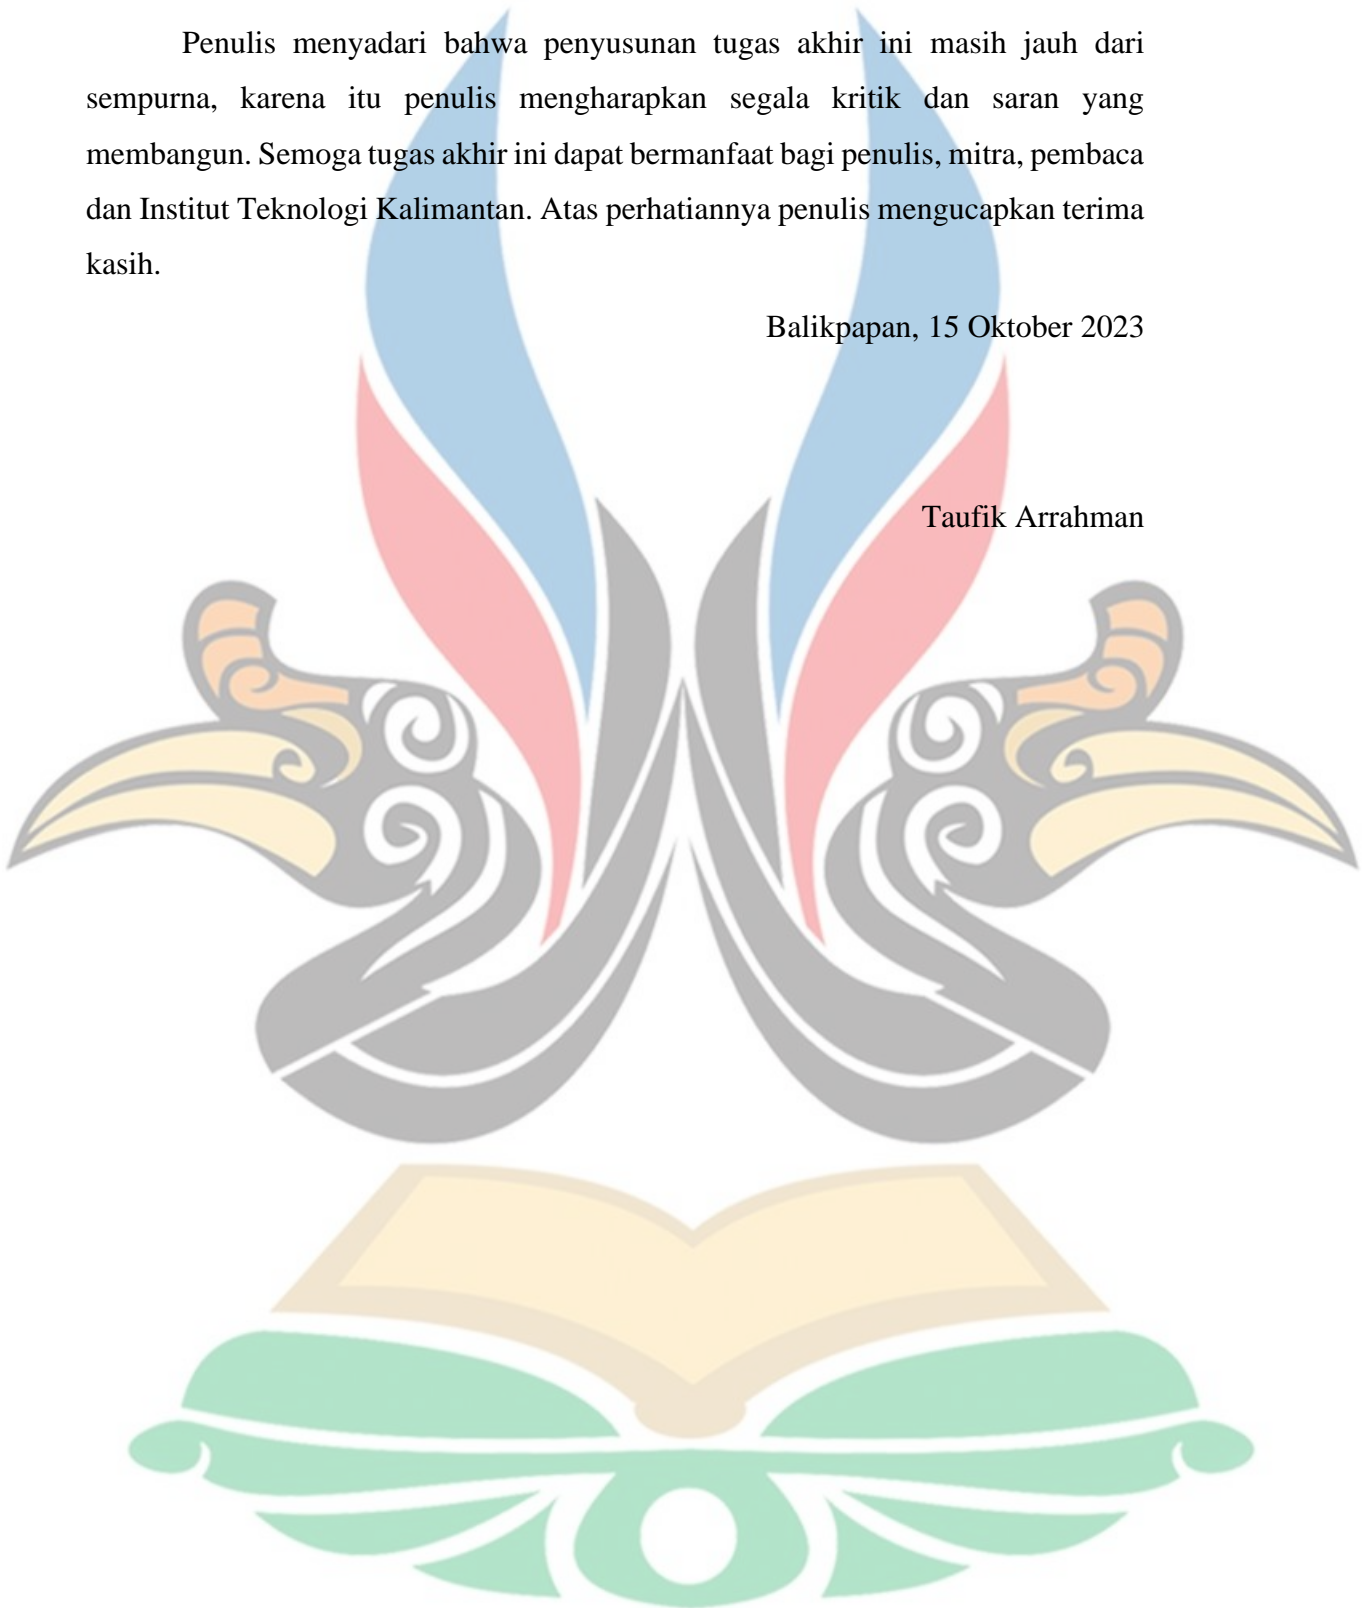 Penulis menyadari bahwa penyusunan tugas akhir ini masih jauh dari
sempurna, karena itu penulis mengharapkan segala kritik dan saran yang
membangun. Semoga tugas akhir ini dapat bermanfaat bagi penulis, mitra, pembaca
dan Institut Teknologi Kalimantan. Atas perhatiannya penulis mengucapkan terima
kasih.
Balikpapan, 15 Oktober 2023
Taufik Arrahman